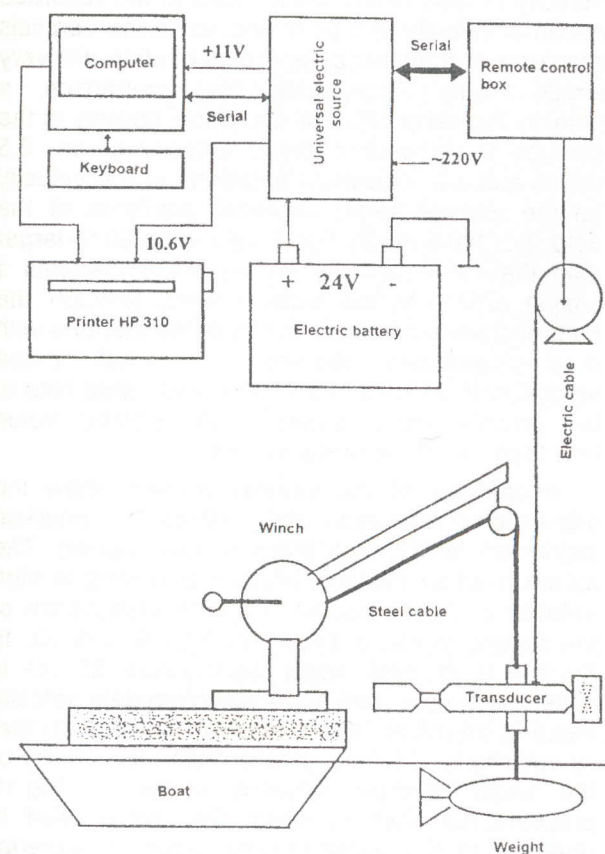 Computer
+11V
Serial
Keyboard
Universal electric
source
Serial
Remote control
box
~220V
10.6V
Printer HP 310
+ 24V -
Electric battery
Electric cable
Winch
Steel cable
Transducer
Boat
Weight